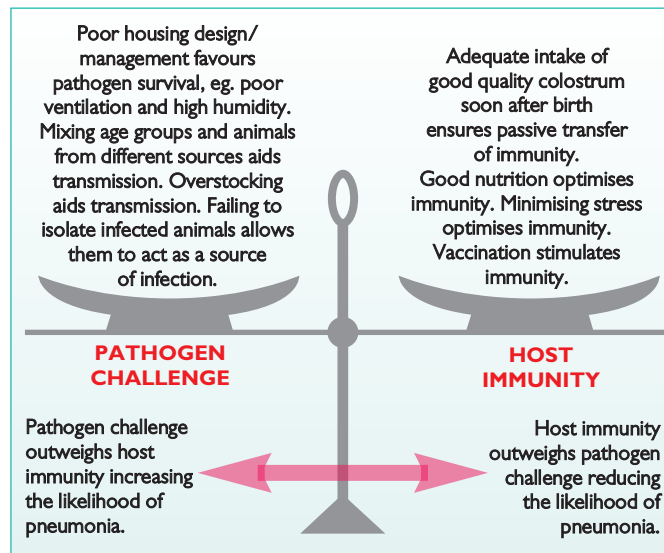 Poor housing design/
management favours
pathogen survival, eg. poor
ventilation and high humidity.
Mixing age groups and animals
from different sources aids
transmission. Overstocking
aids transmission. Failing to
isolate infected animals allows
them to act as a source
of infection.
Adequate intake of
good quality colostrum
soon after birth
ensures passive transfer
of immunity.
Good nutrition optimises
immunity. Minimising stress
optimises immunity.
Vaccination stimulates
immunity.
PATHOGEN
CHALLENGE
HOST
IMMUNITY
Pathogen challenge
outweighs host
immunity increasing
the likelihood of
pneumonia.
Host immunity
outweighs pathogen
challenge reducing
the likelihood of
pneumonia.